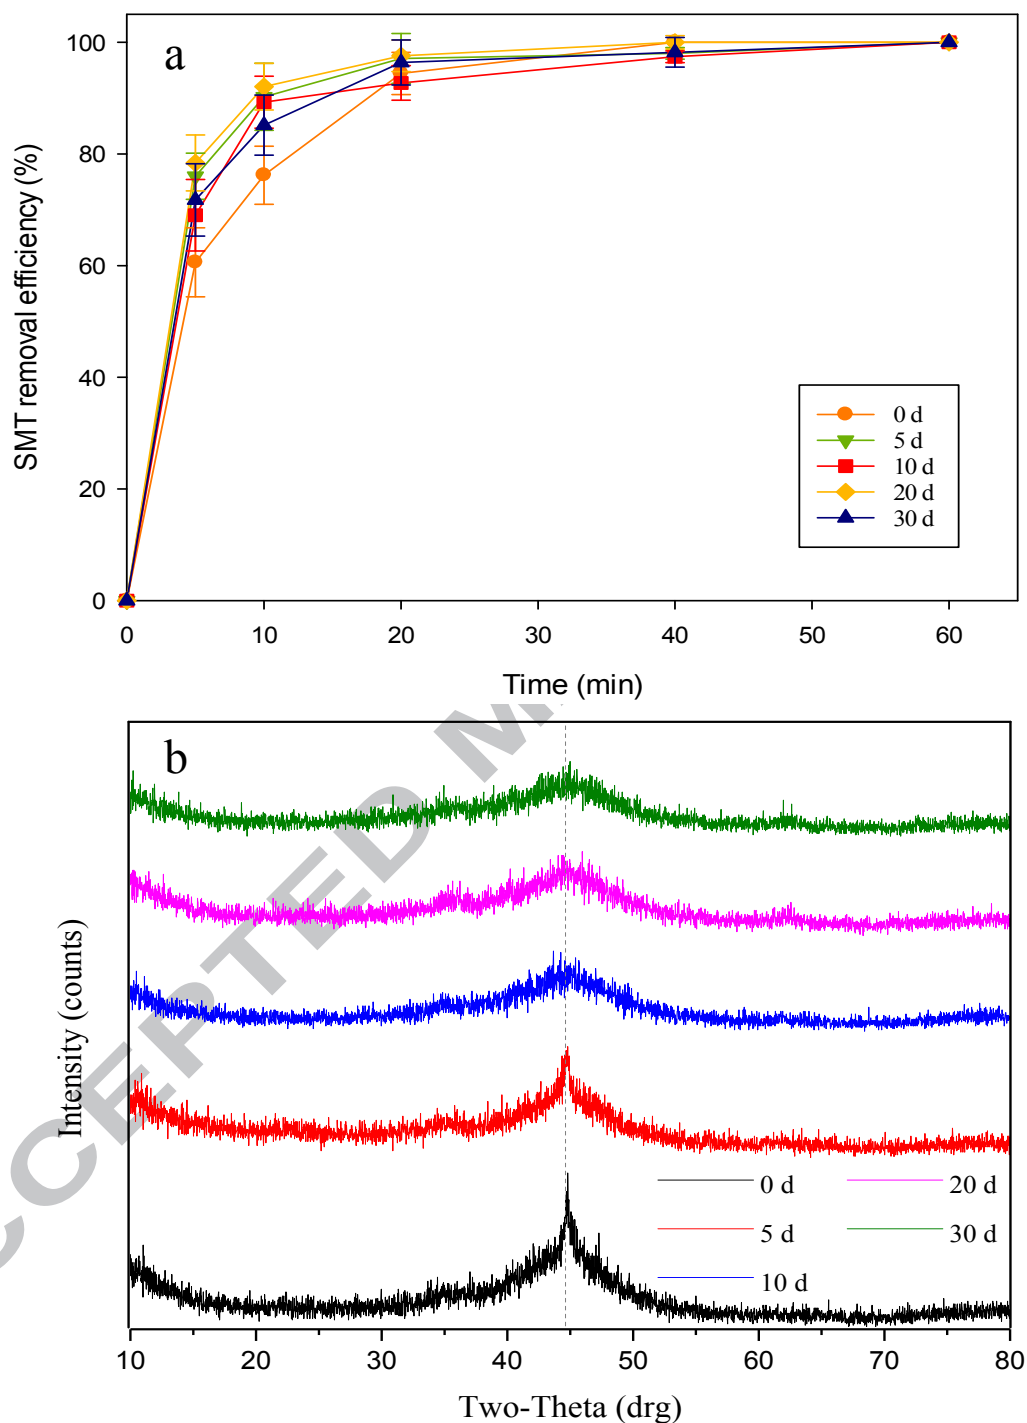 a
100
80
60
40
20
0
SMT removal efficiency (%)
0 d
5 d
10 d
20 d
30 d
0 10 20 30 40 50 60
Time (min)
CCEPTED M
b
Intensity (counts)
0 d 20 d
5 d 30 d
10 d
10 20 30 40 50 60 70 80
Two-Theta (drg)